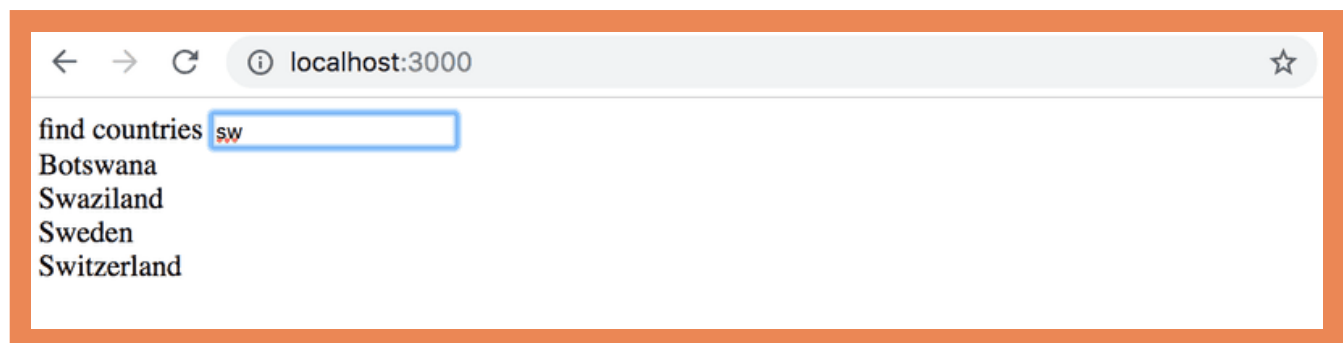 localhost:3000
find countries sw
Botswana
Swaziland
Sweden
Switzerland